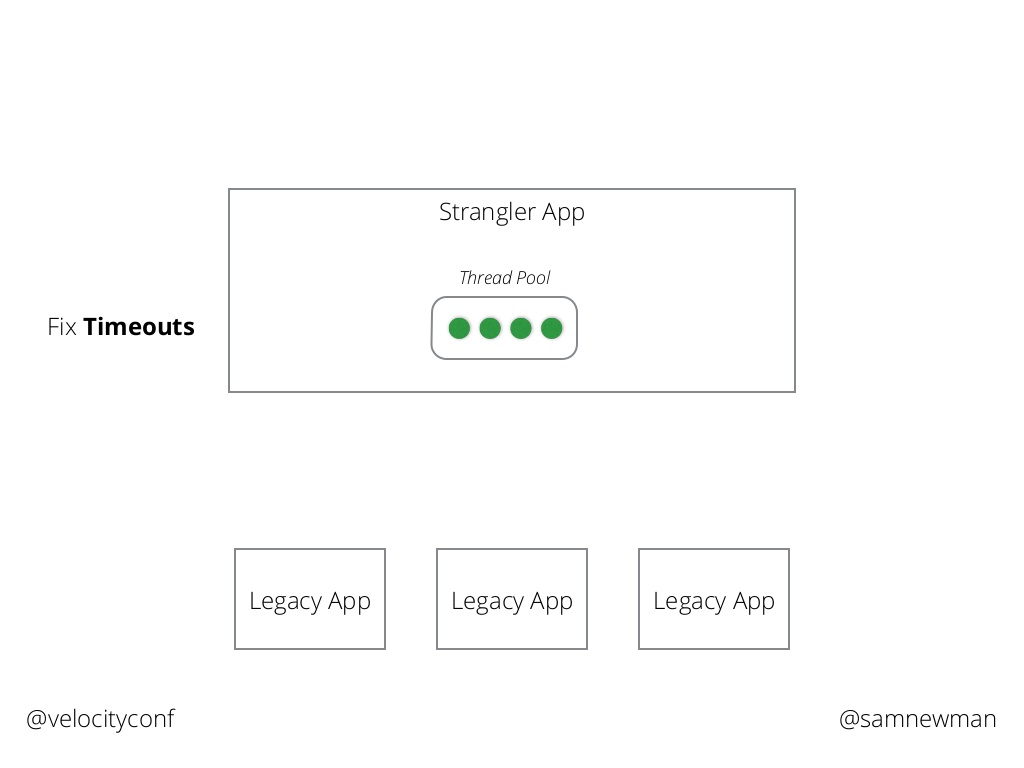 Strangler App
Thread Pool
Fix Timeouts
Legacy App
Legacy App
Legacy App
@velocityconf
@samnewman